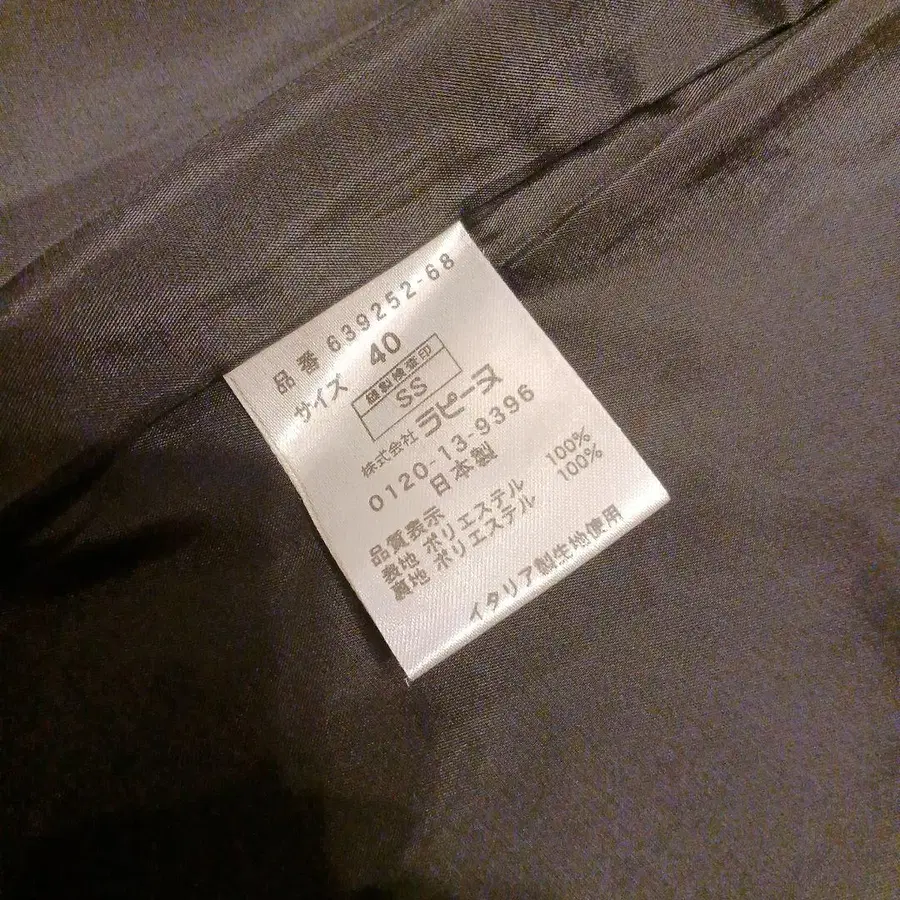 品番 639252-68
サイズ 40
縫製検査印
SS
株式会社 ラピーヌ
0120-13-9396
日本製
品質表示
表地 ポリエステル 100%
裏地 ポリエステル 100%
イタリア製生地使用